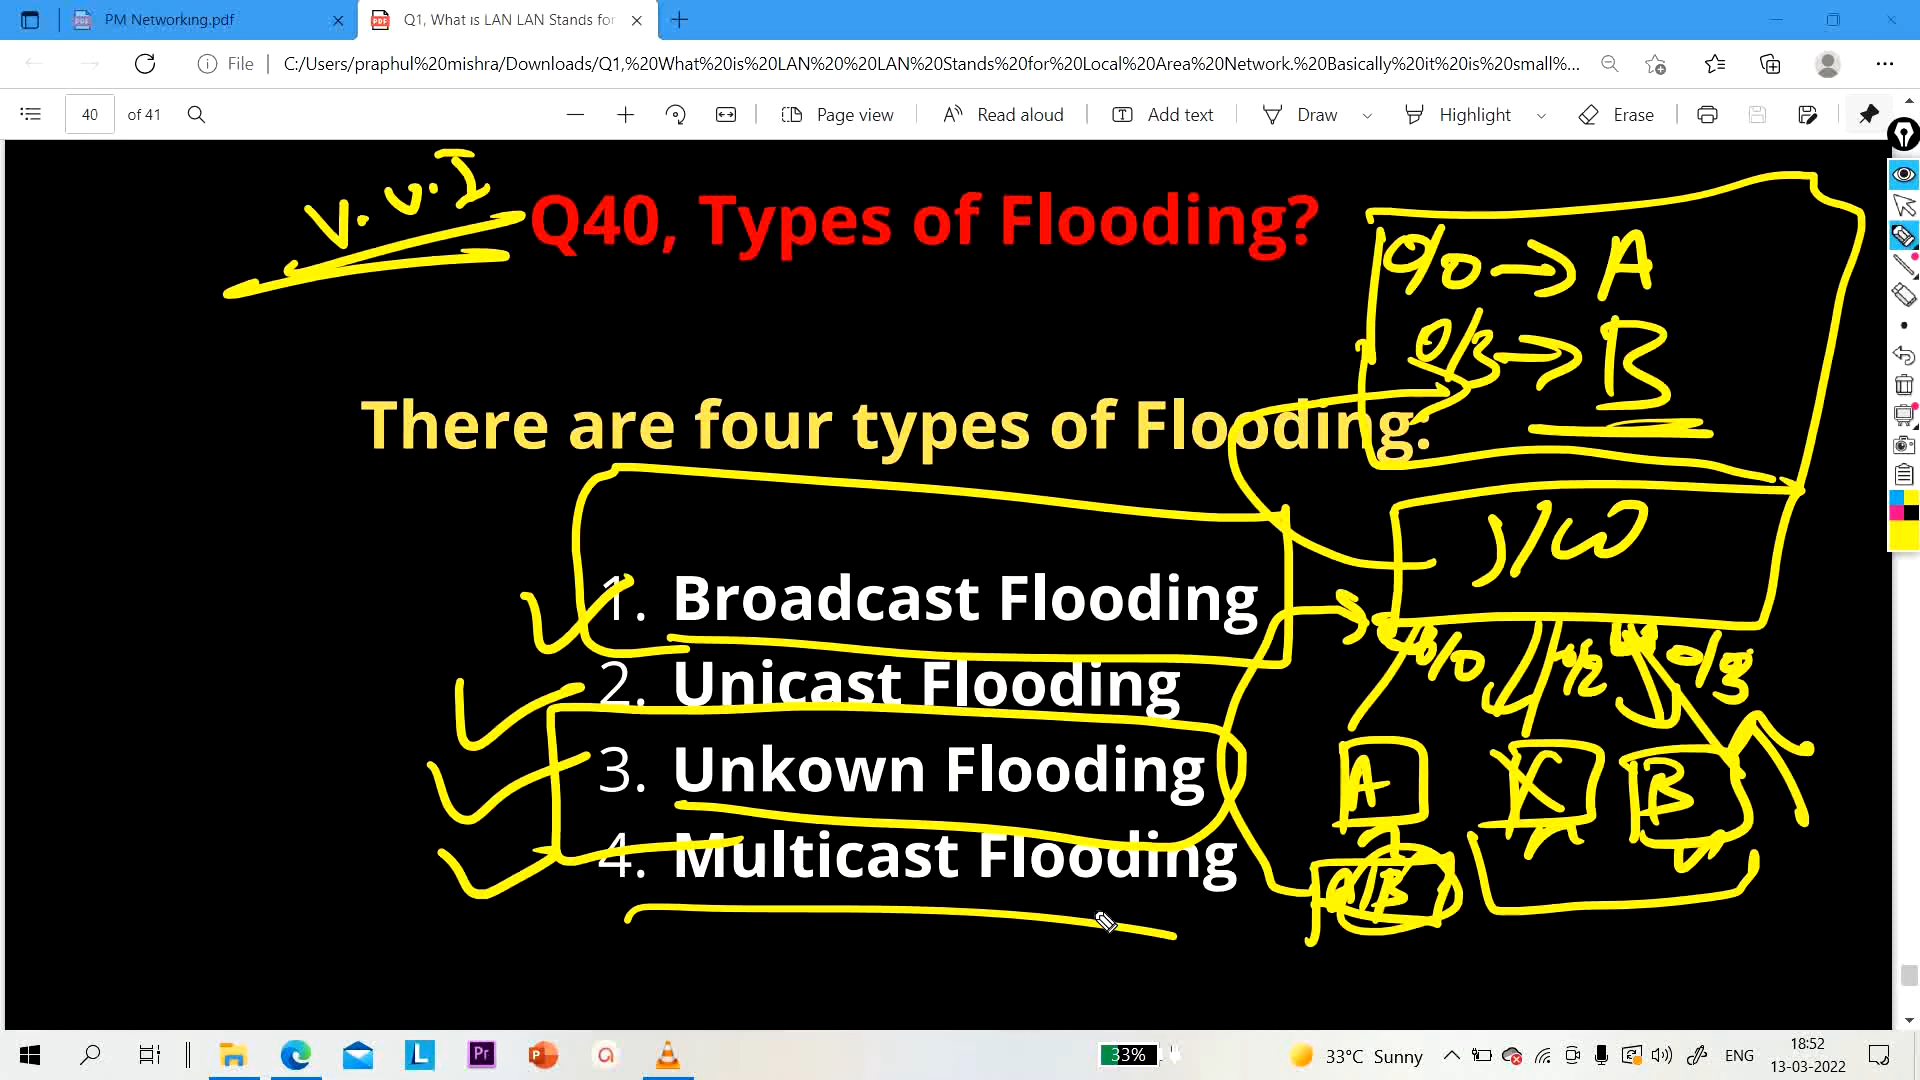 PM Networking.pdf
Q1, What is LAN LAN Stands for
File
C:/Users/praphul%20mishra/Downloads/Q1,%20What%20is%20LAN%20%20LAN%20Stands%20for%20Local%20Area%20Network.%20Basically%20it%20is%20small%...
40 of 41
Page view
Read aloud
Add text
Draw
Highlight
Erase
V.V.I
Q40, Types of Flooding?
0/0 → A
0/3 → B
There are four types of Flooding:
S/W
1. Broadcast Flooding
0/0 0/2 0/3
2. Unicast Flooding
3. Unkown Flooding
A B
4. Multicast Flooding
A/B
33%
33°C Sunny
ENG
18:52
13-03-2022